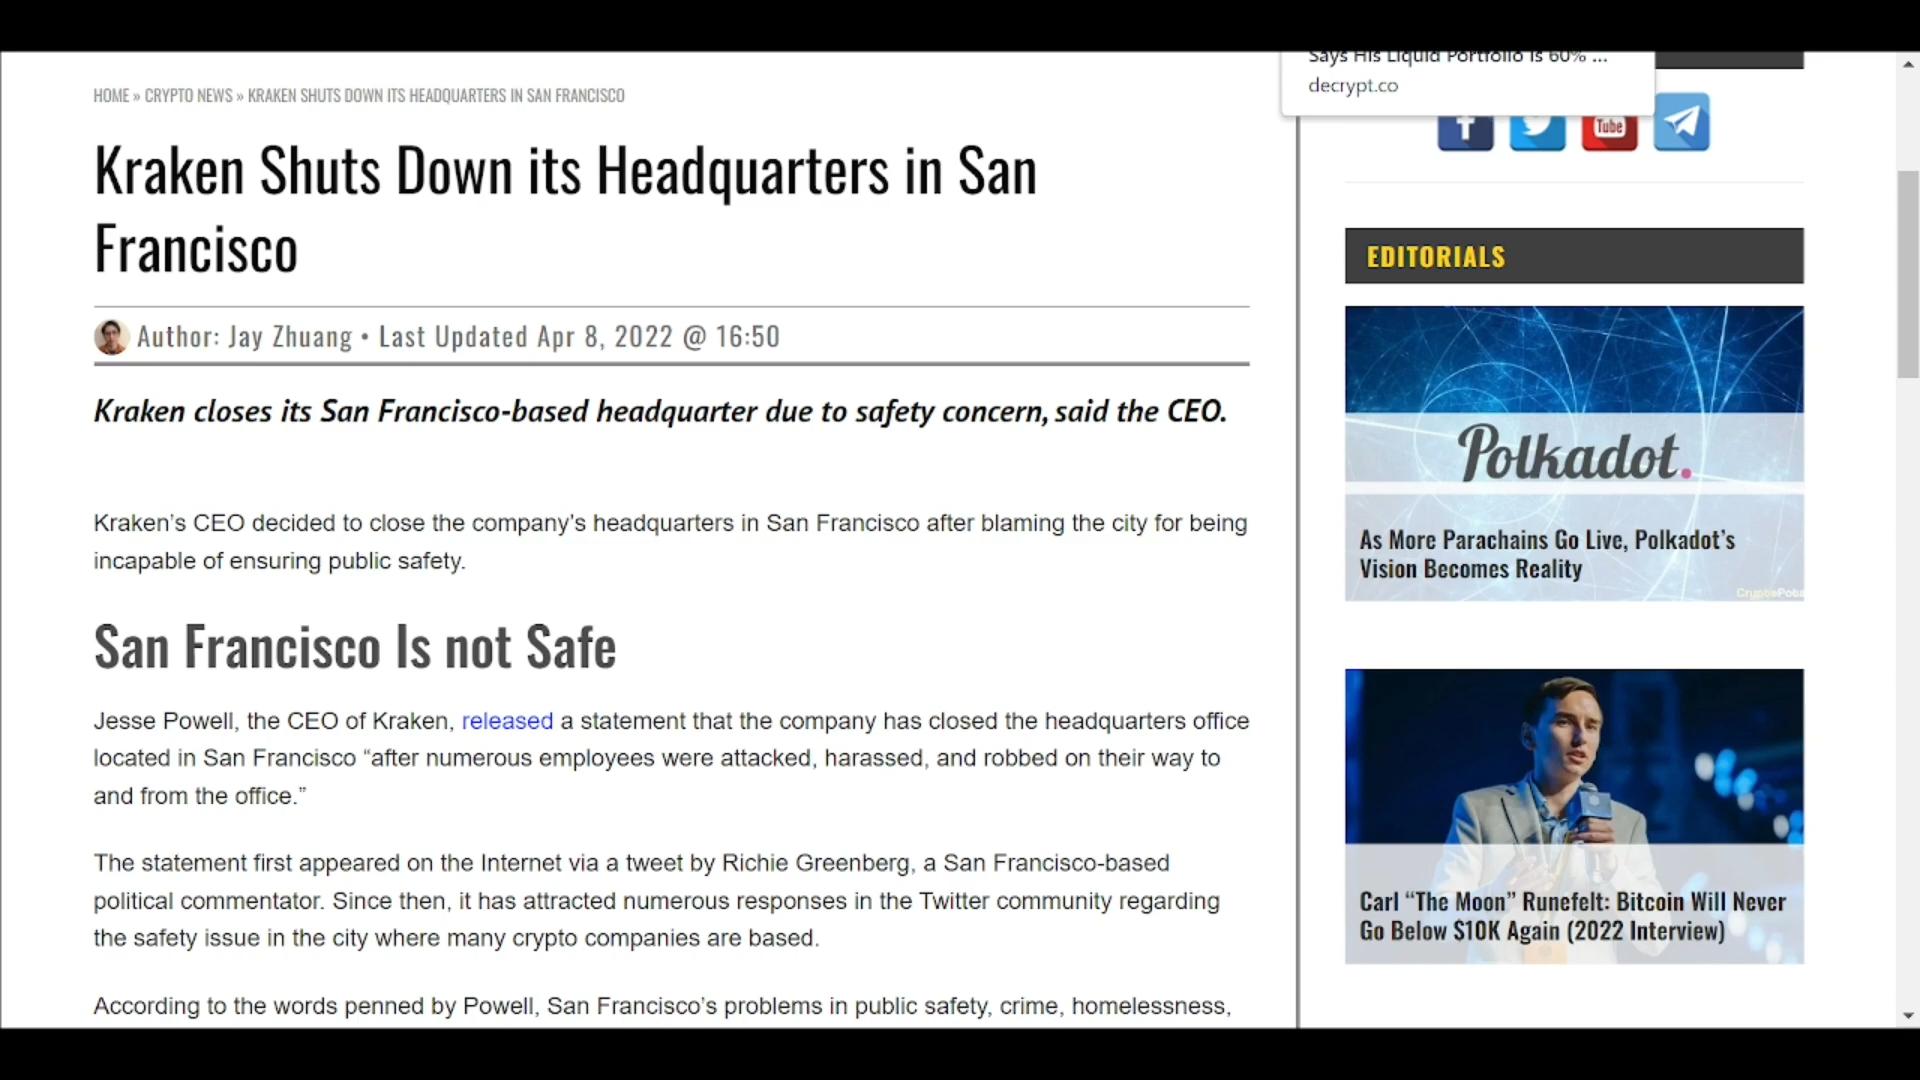 Says His Liquid Portfolio Is 60% ...
decrypt.co
HOME » CRYPTO NEWS » KRAKEN SHUTS DOWN ITS HEADQUARTERS IN SAN FRANCISCO
Kraken Shuts Down its Headquarters in San
Francisco
Author: Jay Zhuang • Last Updated Apr 8, 2022 @ 16:50
Kraken closes its San Francisco-based headquarter due to safety concern, said the CEO.
Kraken’s CEO decided to close the company’s headquarters in San Francisco after blaming the city for being
incapable of ensuring public safety.
San Francisco Is not Safe
Jesse Powell, the CEO of Kraken, released a statement that the company has closed the headquarters office
located in San Francisco “after numerous employees were attacked, harassed, and robbed on their way to
and from the office.”
The statement first appeared on the Internet via a tweet by Richie Greenberg, a San Francisco-based
political commentator. Since then, it has attracted numerous responses in the Twitter community regarding
the safety issue in the city where many crypto companies are based.
According to the words penned by Powell, San Francisco’s problems in public safety, crime, homelessness,
Tube
EDITORIALS
Polkadot.
CryptoPota
As More Parachains Go Live, Polkadot’s
Vision Becomes Reality
Carl “The Moon” Runefelt: Bitcoin Will Never
Go Below $10K Again (2022 Interview)